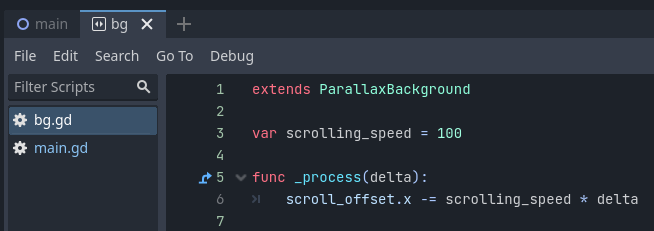 main
bg
File Edit Search Go To Debug
Filter Scripts
bg.gd
main.gd
1 extends ParallaxBackground
2
3 var scrolling_speed = 100
4
5 func _process(delta):
6 scroll_offset.x -= scrolling_speed * delta
7